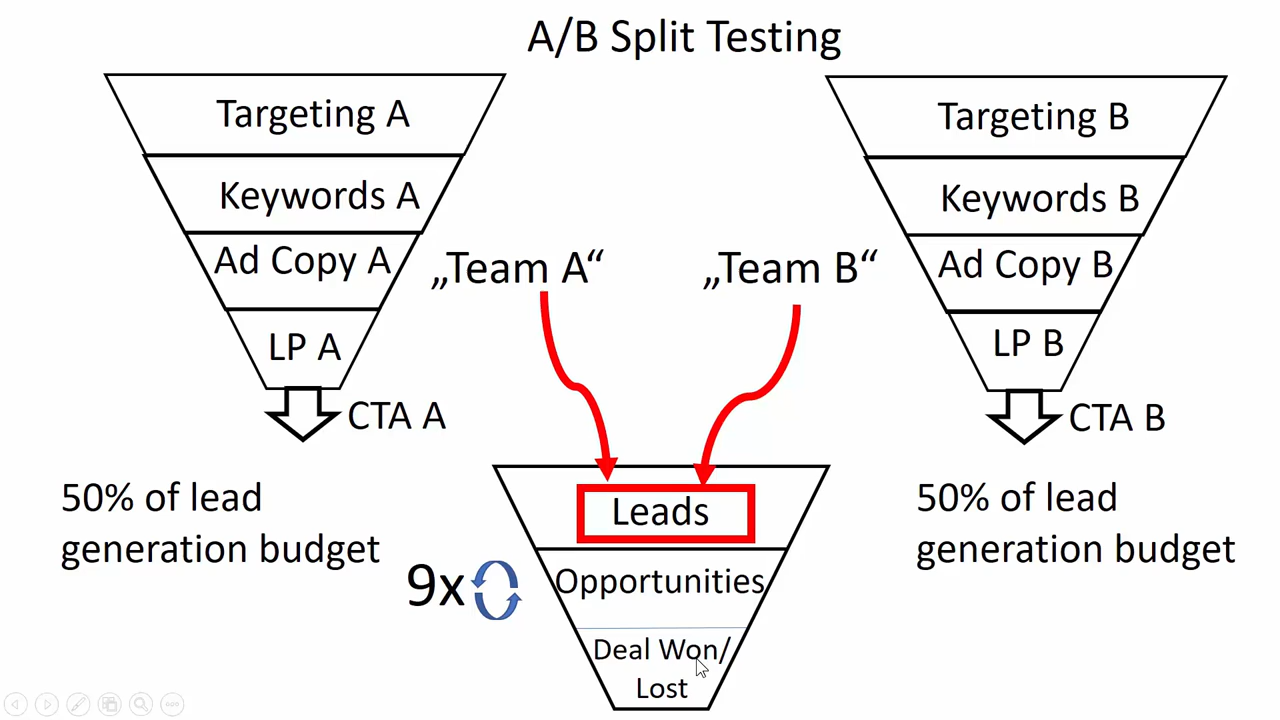 A/B Split Testing
Targeting A
Keywords A
Ad Copy A
LP A
CTA A
50% of lead
generation budget
„Team A“
„Team B“
Targeting B
Keywords B
Ad Copy B
LP B
CTA B
50% of lead
generation budget
Leads
9x
Opportunities
Deal Won/
Lost